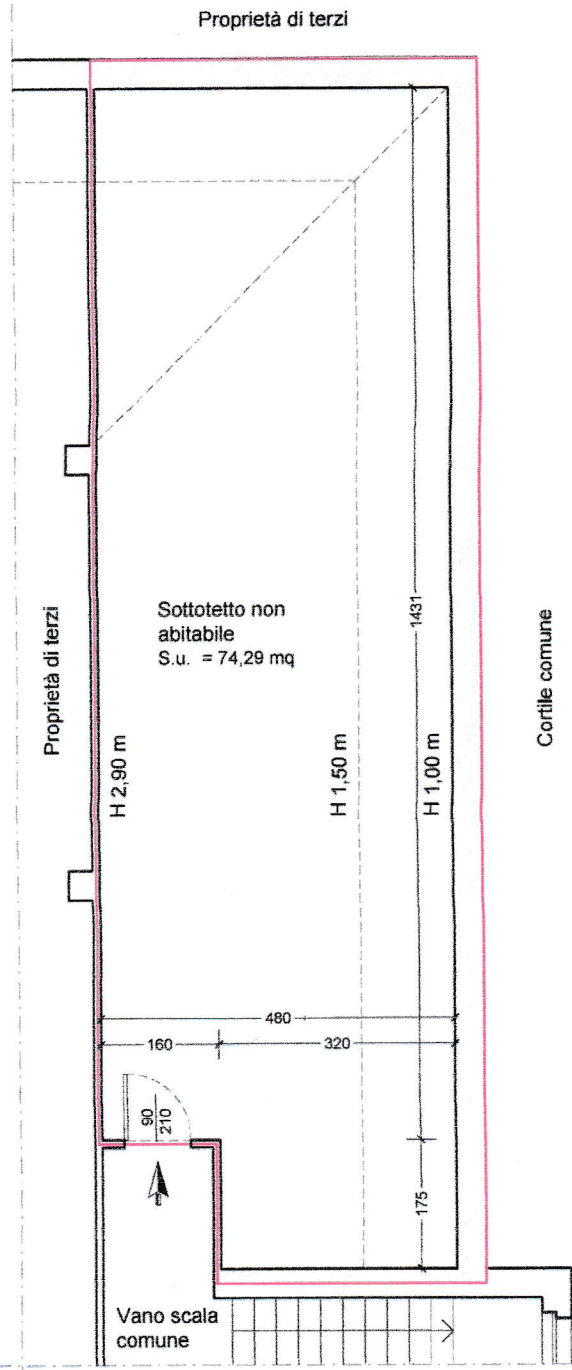 Proprietà di terzi
Sottotetto non
abitabile
S.u. = 74,29 mq
Proprietà di terzi
H 2,90 m
H 1,50 m
H 1,00 m
1431
Cortile comune
480
160
320
90
210
175
Vano scala
comune